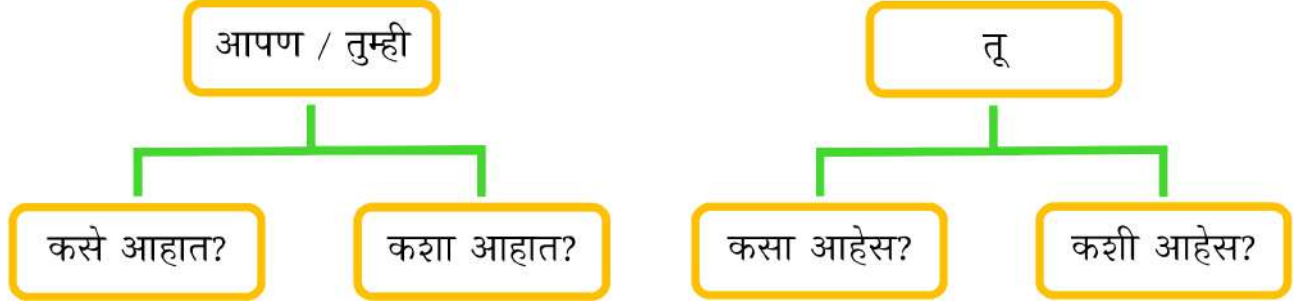 आपण / तुम्ही
तू
कसे आहात?
कशा आहात?
कसा आहेस?
कशी आहेस?